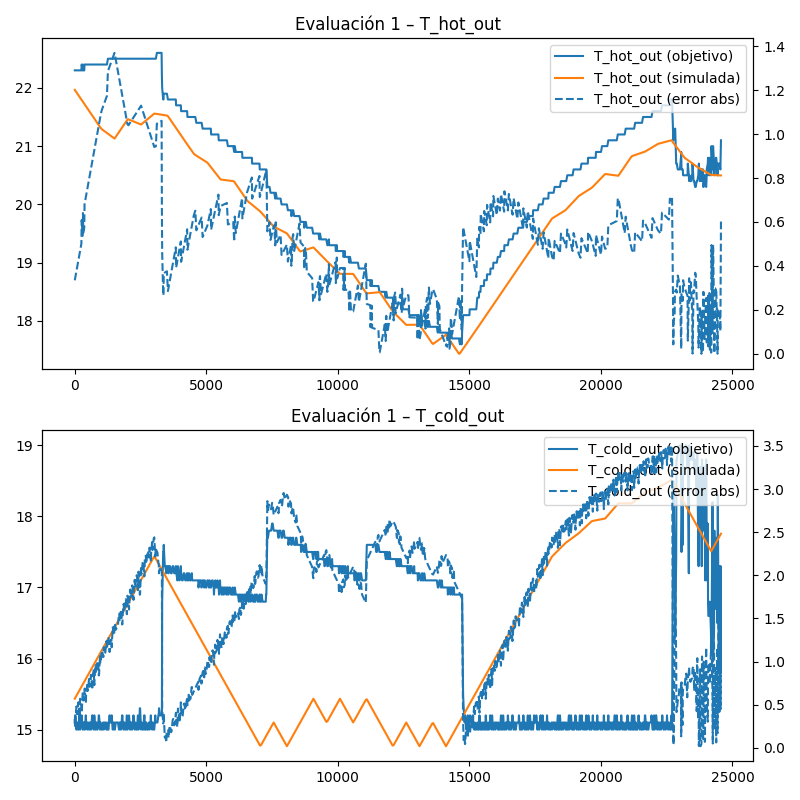 Evaluación 1 – T_hot_out
T_hot_out (objetivo)
T_hot_out (simulada)
T_hot_out (error abs)
22
21
20
19
18
1.4
1.2
1.0
0.8
0.6
0.4
0.2
0.0
0 5000 10000 15000 20000 25000
Evaluación 1 – T_cold_out
T_cold_out (objetivo)
T_cold_out (simulada)
T_cold_out (error abs)
19
18
17
16
15
3.5
3.0
2.5
2.0
1.5
1.0
0.5
0.0
0 5000 10000 15000 20000 25000